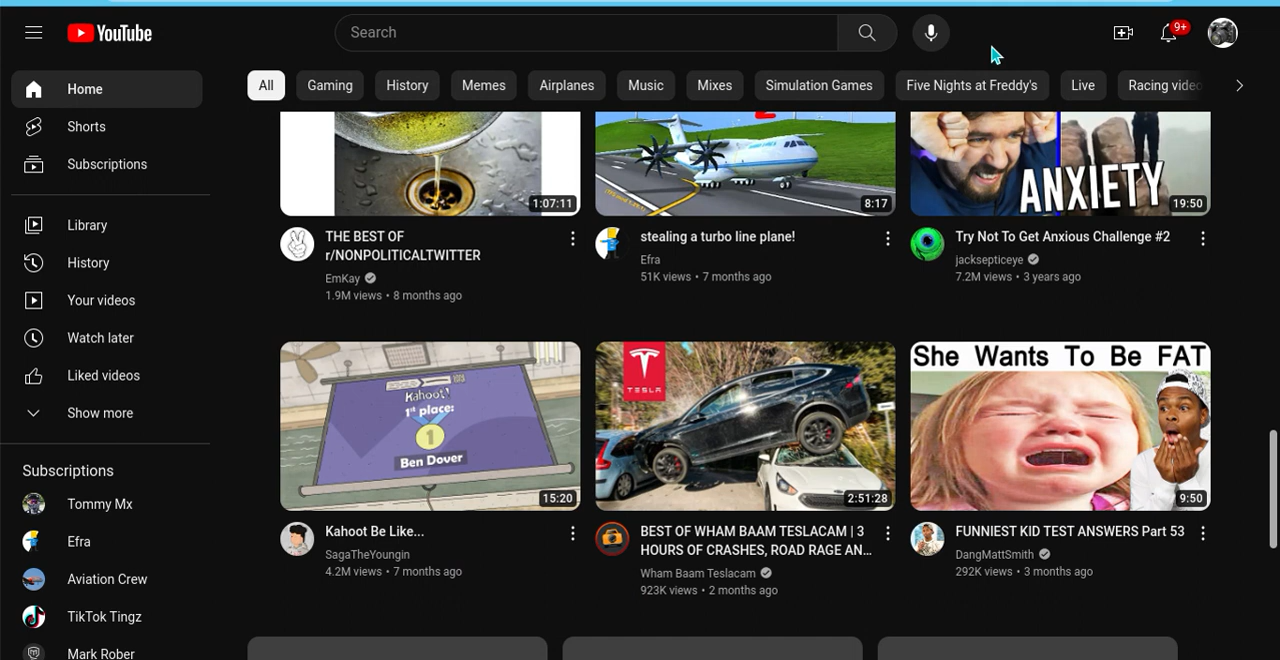 YouTube
Search
9+
Home
Shorts
Subscriptions
Library
History
Your videos
Watch later
Liked videos
Show more
Subscriptions
Tommy Mx
Efra
Aviation Crew
TikTok Tingz
Mark Rober
All
Gaming
History
Memes
Airplanes
Music
Mixes
Simulation Games
Five Nights at Freddy's
Live
Racing video
1:07:11
THE BEST OF
r/NONPOLITICALTWITTER
EmKay
1.9M views • 8 months ago
8:17
stealing a turbo line plane!
Efra
51K views • 7 months ago
ANXIETY
19:50
Try Not To Get Anxious Challenge #2
jacksepticeye
7.2M views • 3 years ago
Kahoot!
1st place:
1
Ben Dover
15:20
Kahoot Be Like...
SagaTheYoungin
4.2M views • 7 months ago
TESLA
2:51:28
BEST OF WHAM BAAM TESLACAM | 3
HOURS OF CRASHES, ROAD RAGE AN...
Wham Baam Teslacam
923K views • 2 months ago
She Wants To Be FAT
9:50
FUNNIEST KID TEST ANSWERS Part 53
DangMattSmith
292K views • 3 months ago